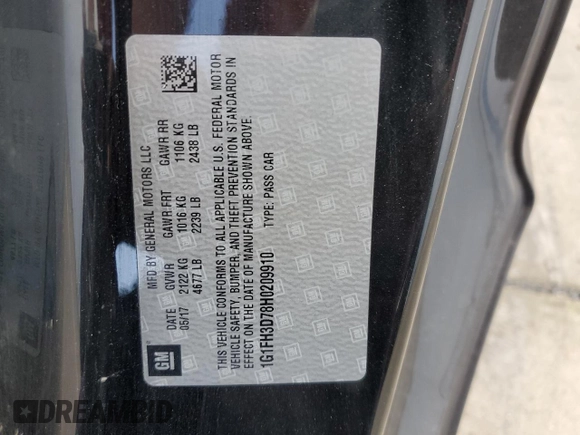 MFD BY GENERAL MOTORS LLC
DATE GVWR GAWR FRT GAWR RR
05/17 2122 KG 1016 KG 1106 KG
4677 LB 2239 LB 2438 LB
THIS VEHICLE CONFORMS TO ALL APPLICABLE U.S. FEDERAL MOTOR
VEHICLE SAFETY, BUMPER, AND THEFT PREVENTION STANDARDS IN
EFFECT ON THE DATE OF MANUFACTURE SHOWN ABOVE.
1G1FH3D78H0209910 TYPE: PASS CAR
GM
DREAMBID